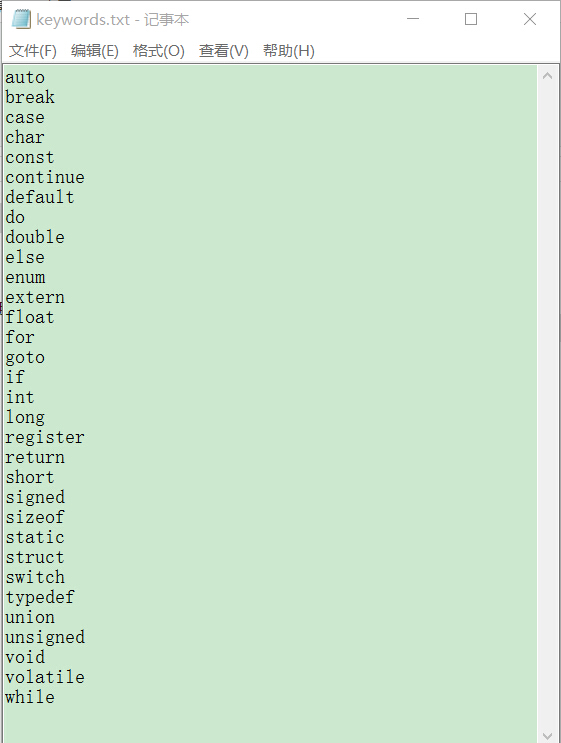 keywords.txt - 记事本
文件(F) 编辑(E) 格式(O) 查看(V) 帮助(H)
auto
break
case
char
const
continue
default
do
double
else
enum
extern
float
for
goto
if
int
long
register
return
short
signed
sizeof
static
struct
switch
typedef
union
unsigned
void
volatile
while